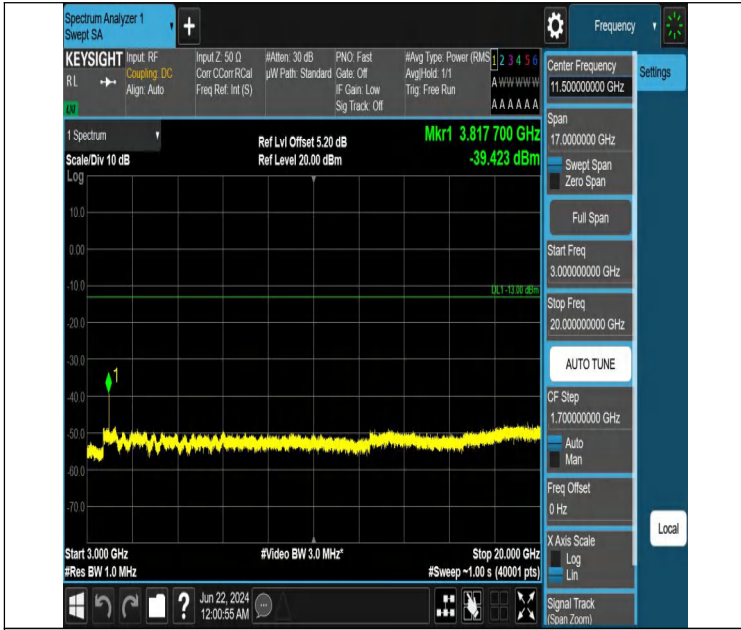 Spectrum Analyzer 1
Swept SA
+
Frequency
KEYSIGHT
RL
Input: RF
Coupling: DC
Align: Auto
Input Z: 50 Ω
Corr CCorr RCal
Freq Ref: Int (S)
#Atten: 30 dB
µW Path: Standard
PNO: Fast
Gate: Off
IF Gain: Low
Sig Track: Off
#Avg Type: Power (RMS
Avg|Hold: 1/1
Trig: Free Run
1 2 3 4 5 6
A W W W W W
A A A A A A
1 Spectrum
Scale/Div 10 dB
Ref Lvl Offset 5.20 dB
Ref Level 20.00 dBm
Mkr1 3.817 700 GHz
-39.423 dBm
Log
10.0
0.00
-10.0
DL1 -13.00 dBm
-20.0
-30.0
1
-40.0
-50.0
-60.0
-70.0
Start 3.000 GHz
#Res BW 1.0 MHz
#Video BW 3.0 MHz*
Stop 20.000 GHz
#Sweep ~1.00 s (40001 pts)
?
Jun 22, 2024
12:00:55 AM
Center Frequency
11.500000000 GHz
Settings
Span
17.0000000 GHz
Swept Span
Zero Span
Full Span
Start Freq
3.000000000 GHz
Stop Freq
20.000000000 GHz
AUTO TUNE
CF Step
1.700000000 GHz
Auto
Man
Freq Offset
0 Hz
X Axis Scale
Log
Lin
Local
Signal Track
(Span Zoom)